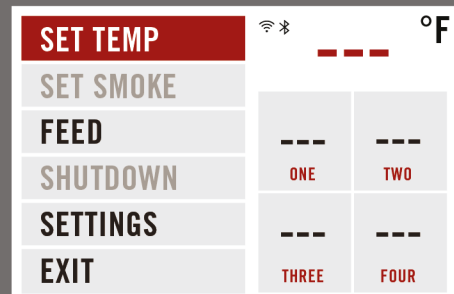 SET TEMP
SET SMOKE
FEED
SHUTDOWN
SETTINGS
EXIT
°F
---
--- ---
ONE TWO
--- ---
THREE FOUR